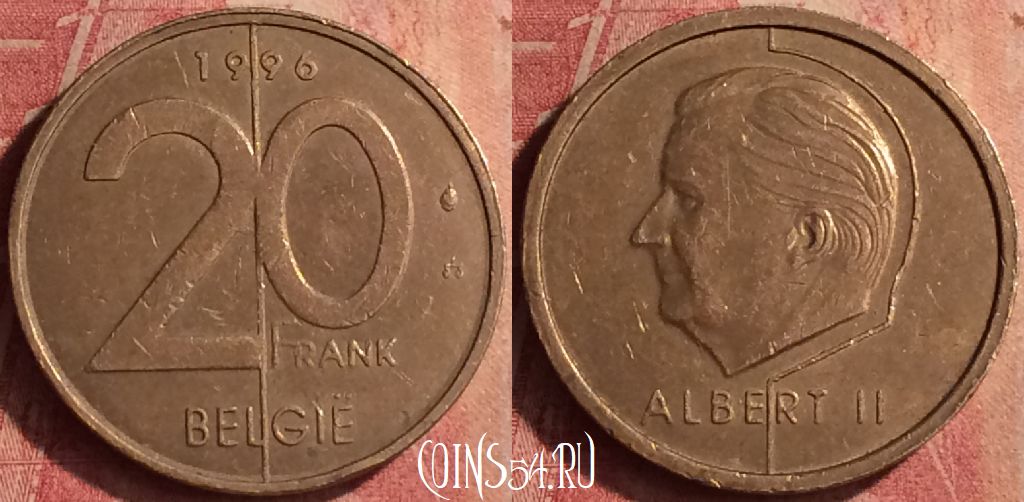 1996
20
FRANK
BELGIË
ALBERT II
COINS54.RU